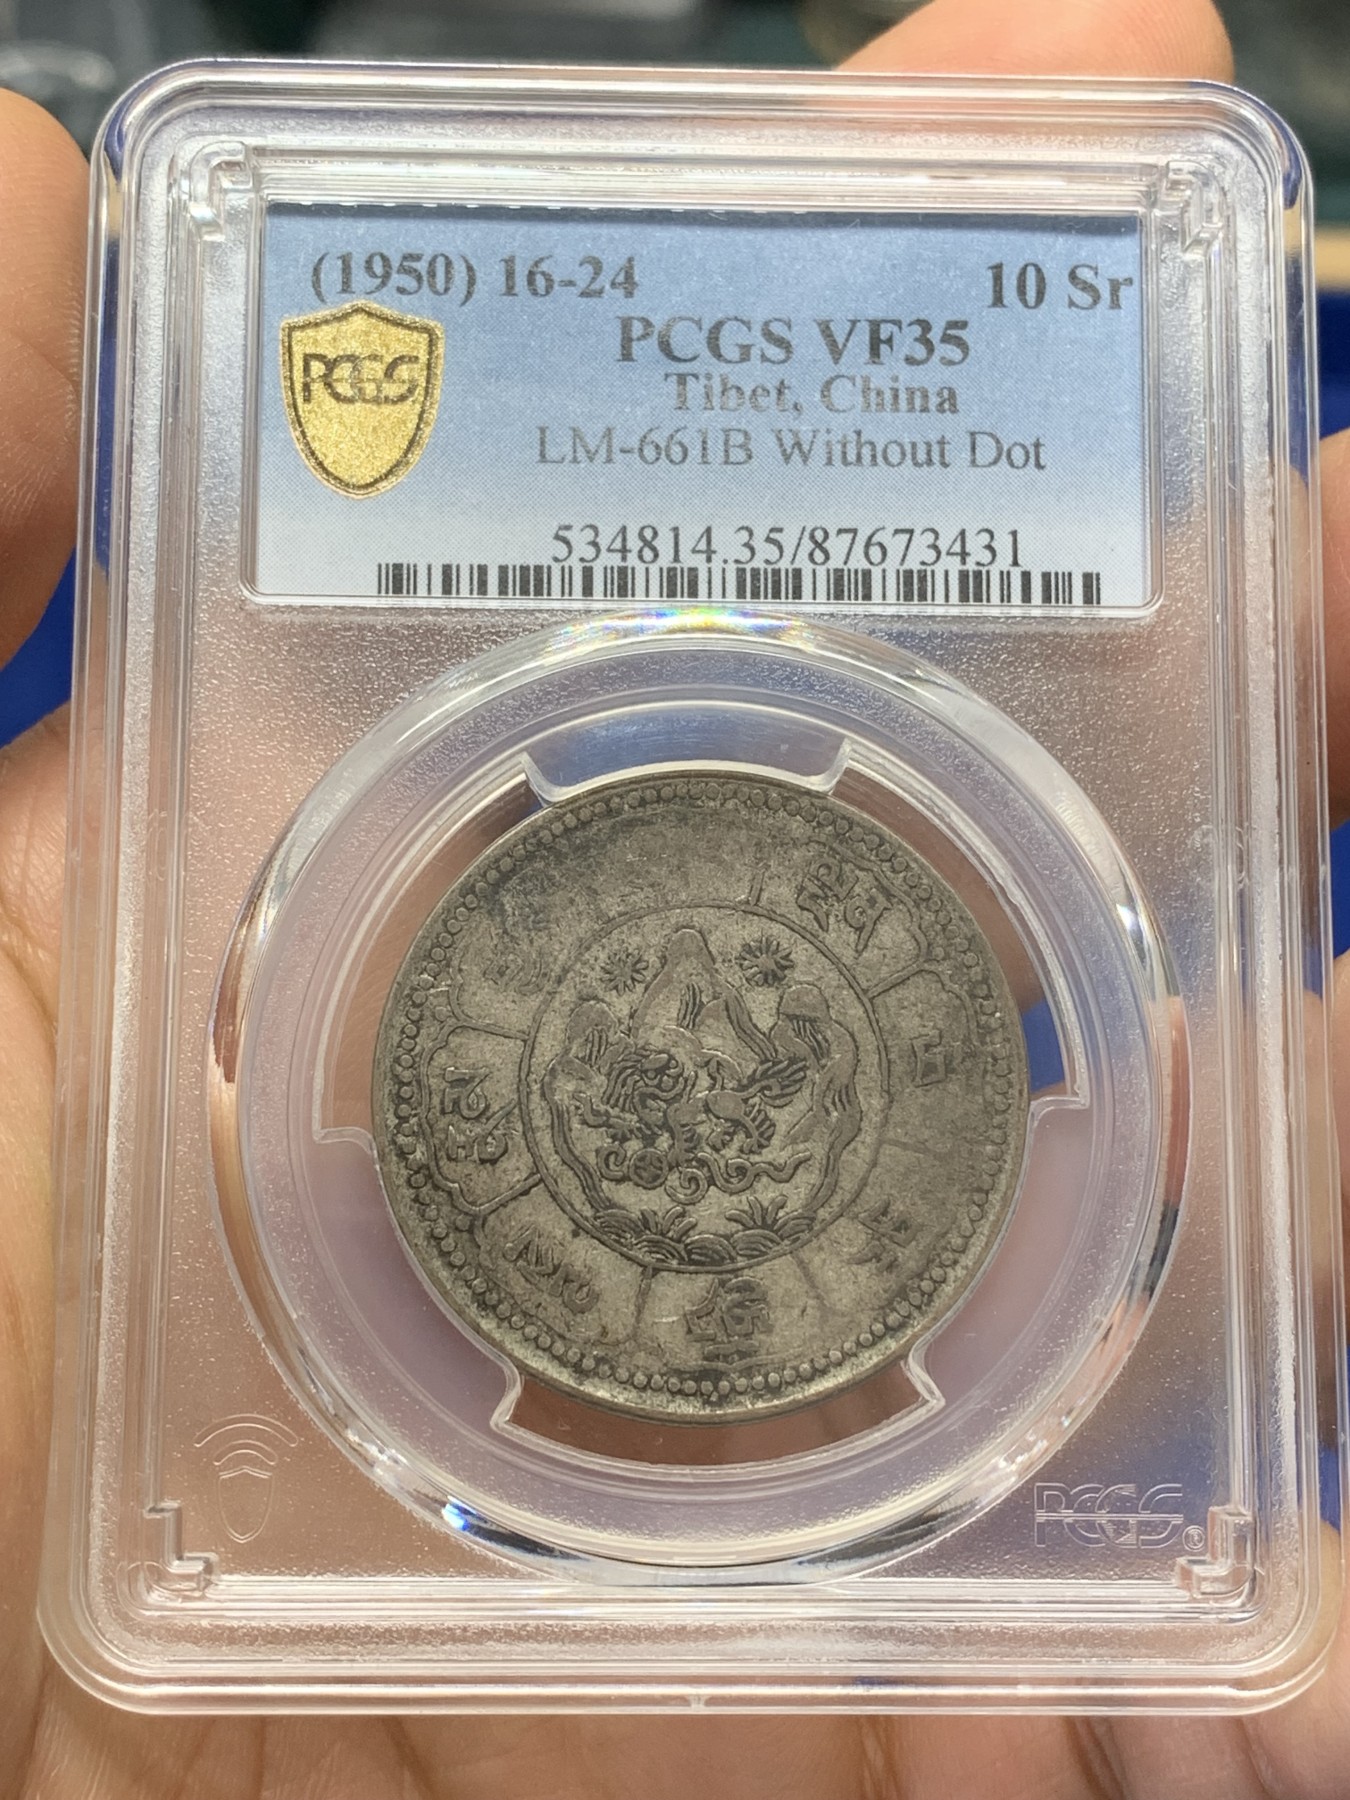 (1950) 16-24 10 Sr
PCGS VF35
PCGS
Tibet, China
LM-661B Without Dot
534814.35/87673431
PCGS®